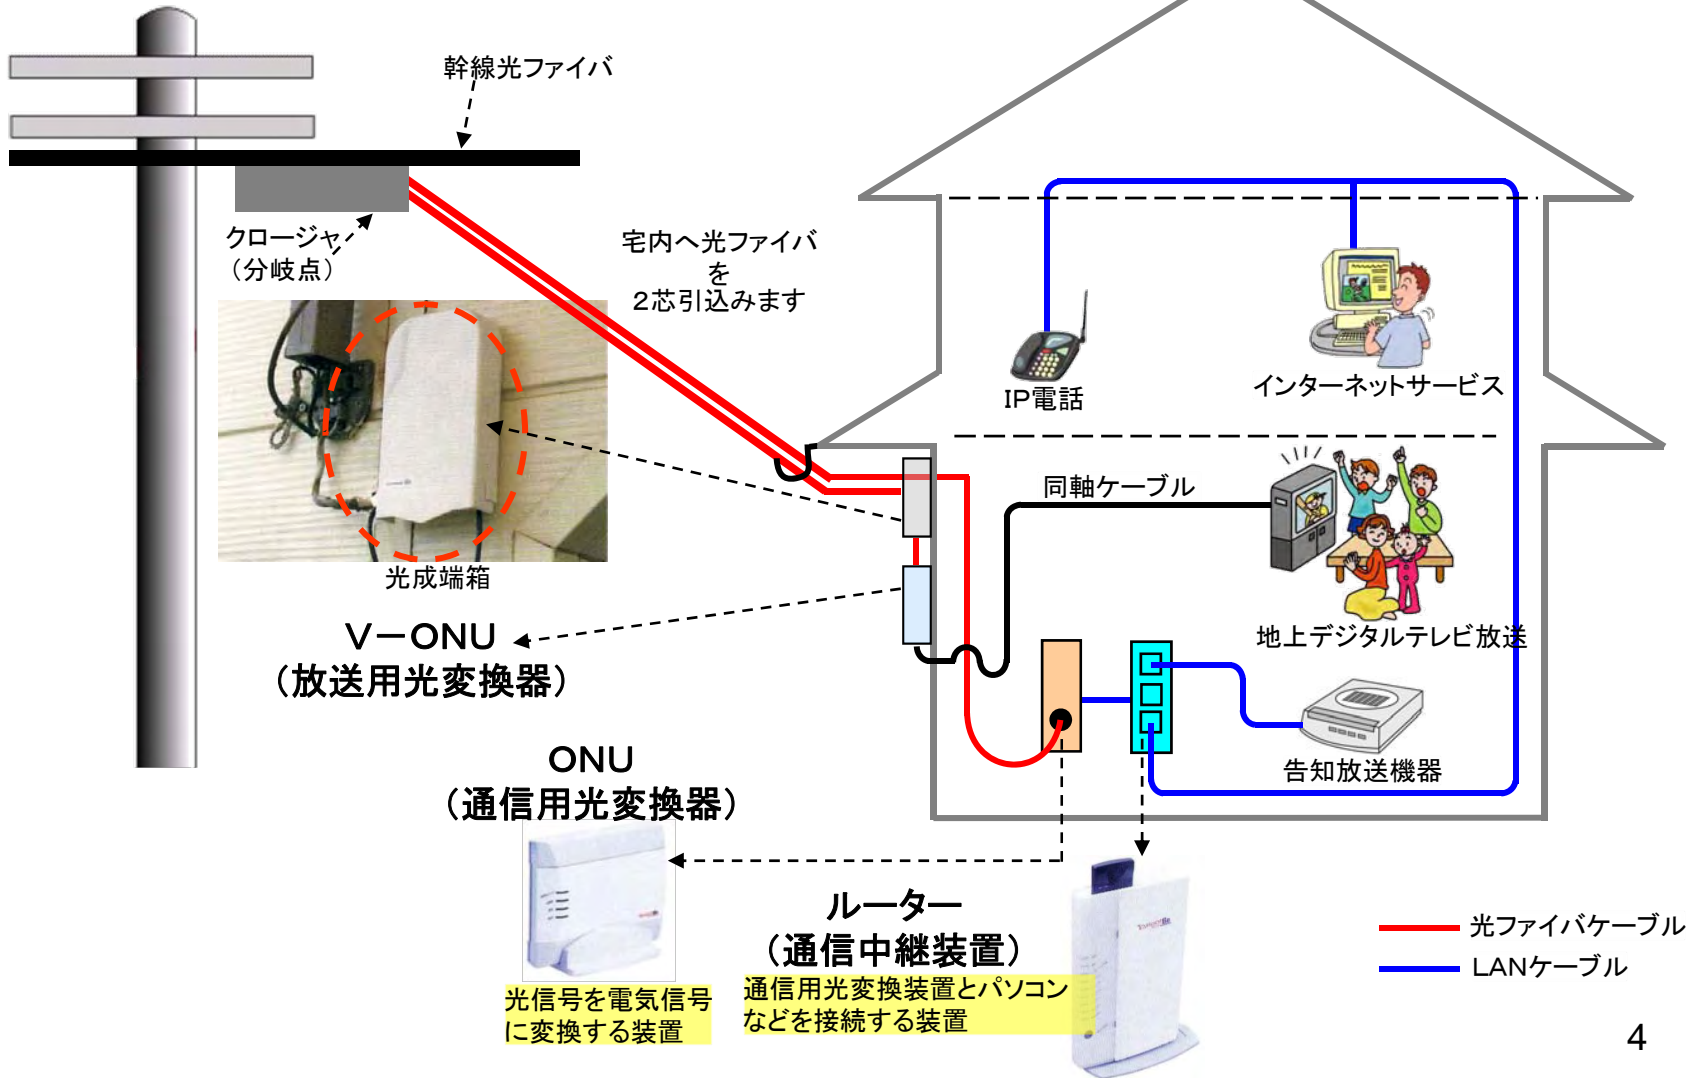 幹線光ファイバ
クロージャ
（分岐点）
宅内へ光ファイバ
を
２芯引込みます
光成端箱
IP電話
インターネットサービス
同軸ケーブル
地上デジタルテレビ放送
告知放送機器
Ｖ－ＯＮＵ
（放送用光変換器）
ＯＮＵ
（通信用光変換器）
光信号を電気信号
に変換する装置
ルーター
（通信中継装置）
通信用光変換装置とパソコン
などを接続する装置
光ファイバケーブル
ＬＡＮケーブル
4